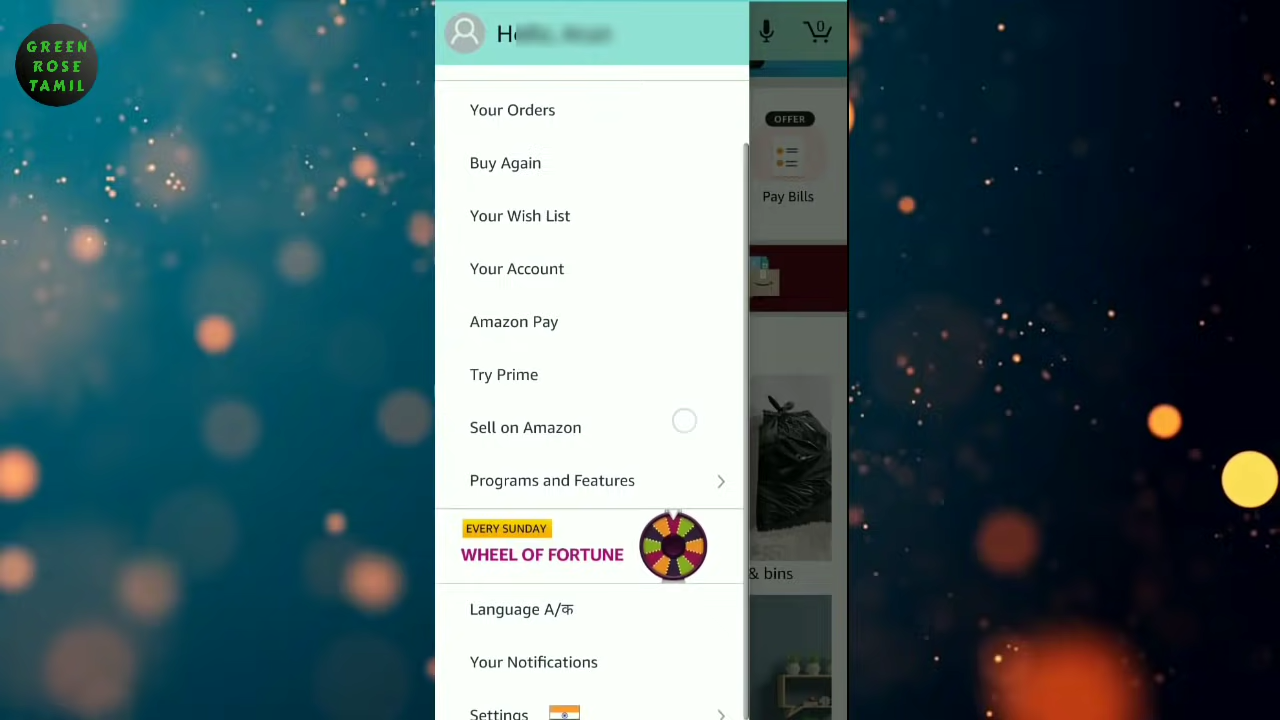 GREEN
ROSE
TAMIL
0
OFFER
Pay Bills
Your Orders
Buy Again
Your Wish List
Your Account
Amazon Pay
Try Prime
Sell on Amazon
Programs and Features
EVERY SUNDAY
WHEEL OF FORTUNE
& bins
Language A/क
Your Notifications
Settings